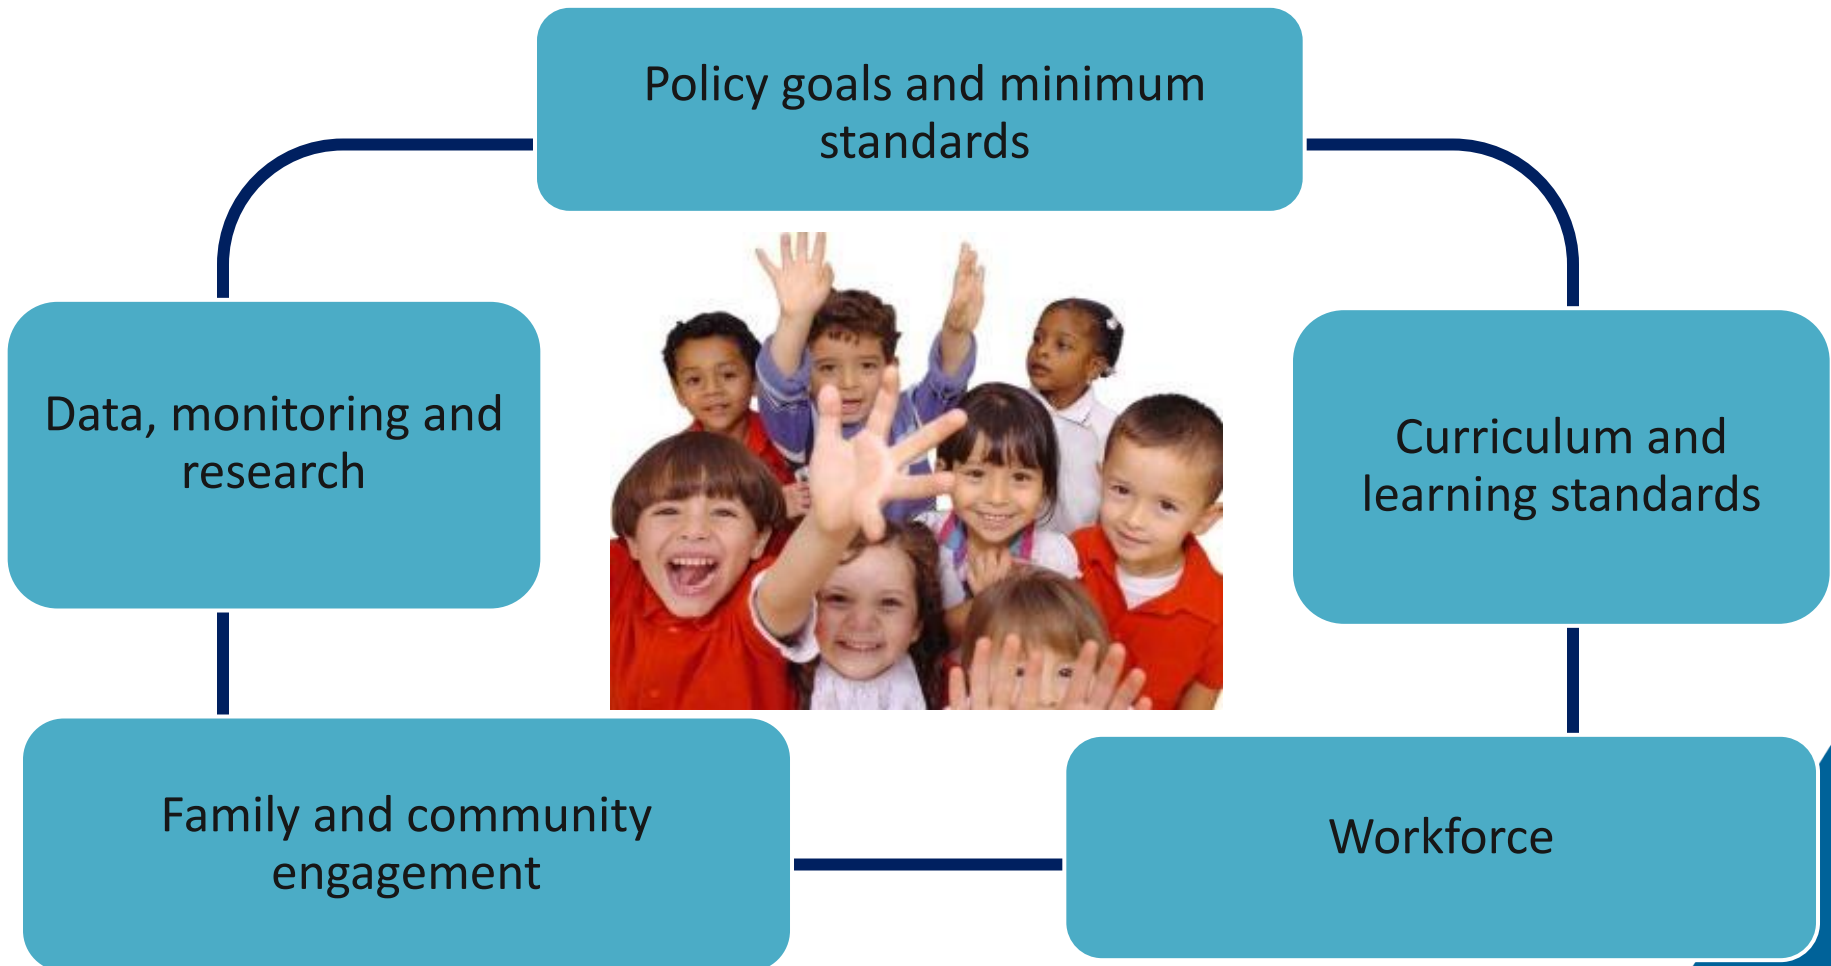 Policy goals and minimum
standards
Data, monitoring and
research
Curriculum and
learning standards
Family and community
engagement
Workforce